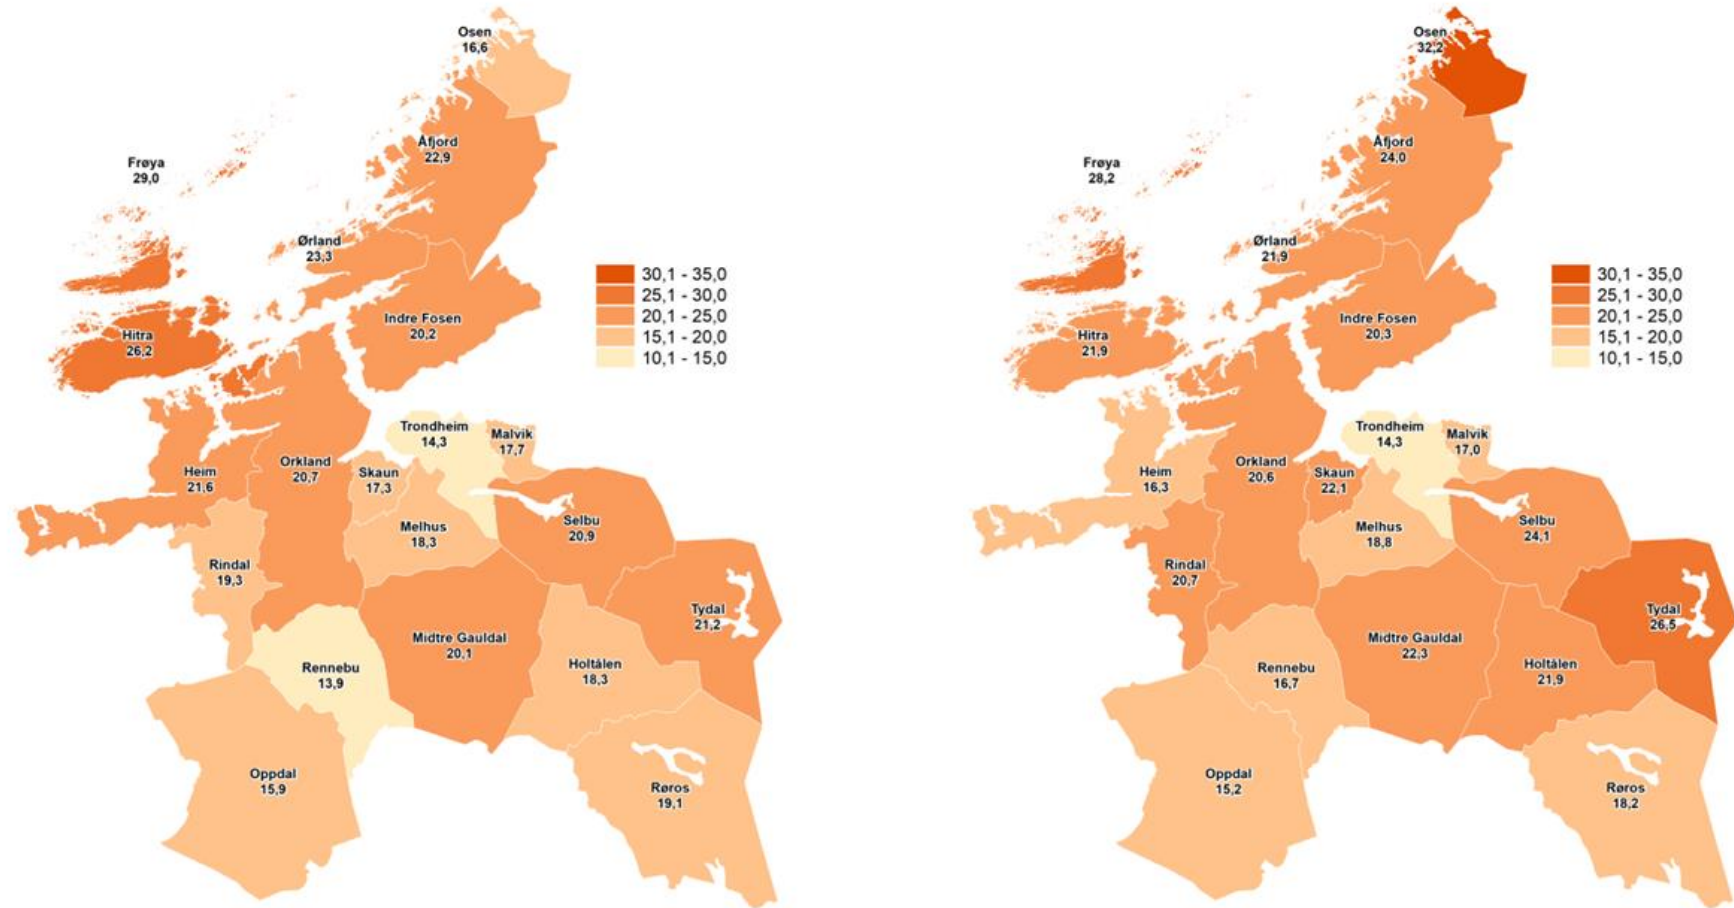 Osen
16,6
Åfjord
22,9
Frøya
29,0
Ørland
23,3
30,1 - 35,0
25,1 - 30,0
20,1 - 25,0
15,1 - 20,0
10,1 - 15,0
Indre Fosen
20,2
Hitra
26,2
Trondheim
14,3
Malvik
17,7
Orkland
20,7
Heim
21,6
Skaun
17,3
Melhus
18,3
Selbu
20,9
Rindal
19,3
Tydal
21,2
Midtre Gauldal
20,1
Rennebu
13,9
Holtålen
18,3
Oppdal
15,9
Røros
19,1
Osen
32,2
Åfjord
24,0
Frøya
28,2
Ørland
21,9
30,1 - 35,0
25,1 - 30,0
20,1 - 25,0
15,1 - 20,0
10,1 - 15,0
Indre Fosen
20,3
Hitra
21,9
Trondheim
14,3
Malvik
17,0
Orkland
20,6
Heim
16,3
Skaun
22,1
Melhus
18,8
Selbu
24,1
Rindal
20,7
Tydal
26,5
Midtre Gauldal
22,3
Rennebu
16,7
Holtålen
21,9
Oppdal
15,2
Røros
18,2